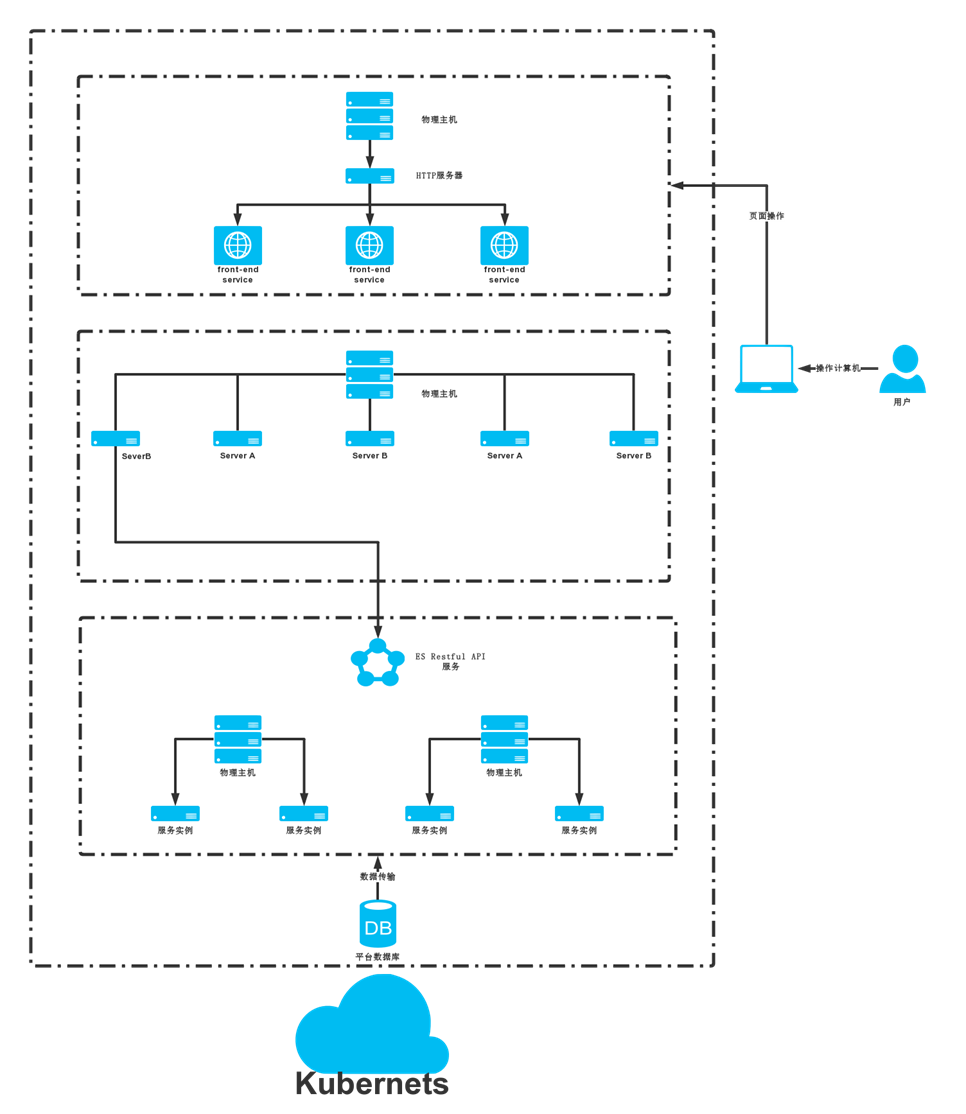 物理主机
HTTP服务器
front-end
service
front-end
service
front-end
service
页面操作
操作计算机
用户
物理主机
SeverB
Server A
Server B
Server A
Server B
ES Restful API
服务
物理主机
物理主机
服务实例
服务实例
服务实例
服务实例
数据传输
DB
平台数据库
Kubernets